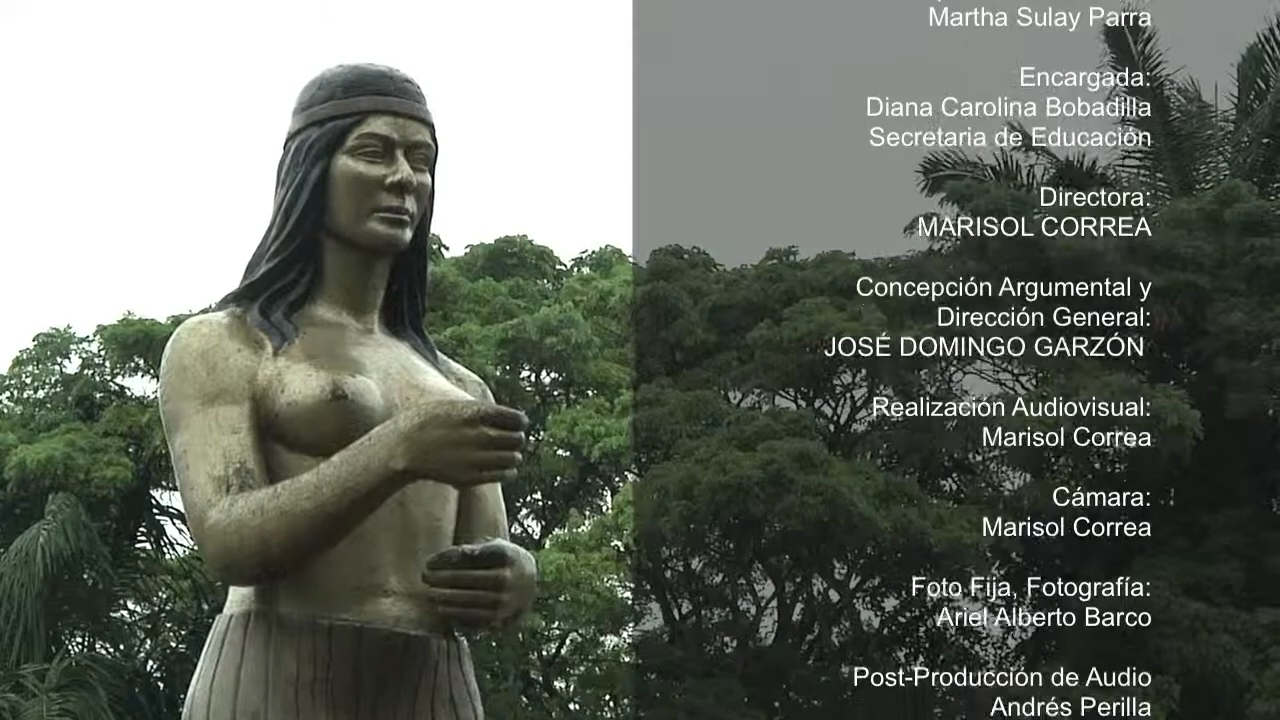 Martha Sulay Parra
Encargada:
Diana Carolina Bobadilla
Secretaria de Educación
Directora:
MARISOL CORREA
Concepción Argumental y
Dirección General:
JOSÉ DOMINGO GARZÓN
Realización Audiovisual:
Marisol Correa
Cámara:
Marisol Correa
Foto Fija, Fotografía:
Ariel Alberto Barco
Post-Producción de Audio
Andrés Perilla